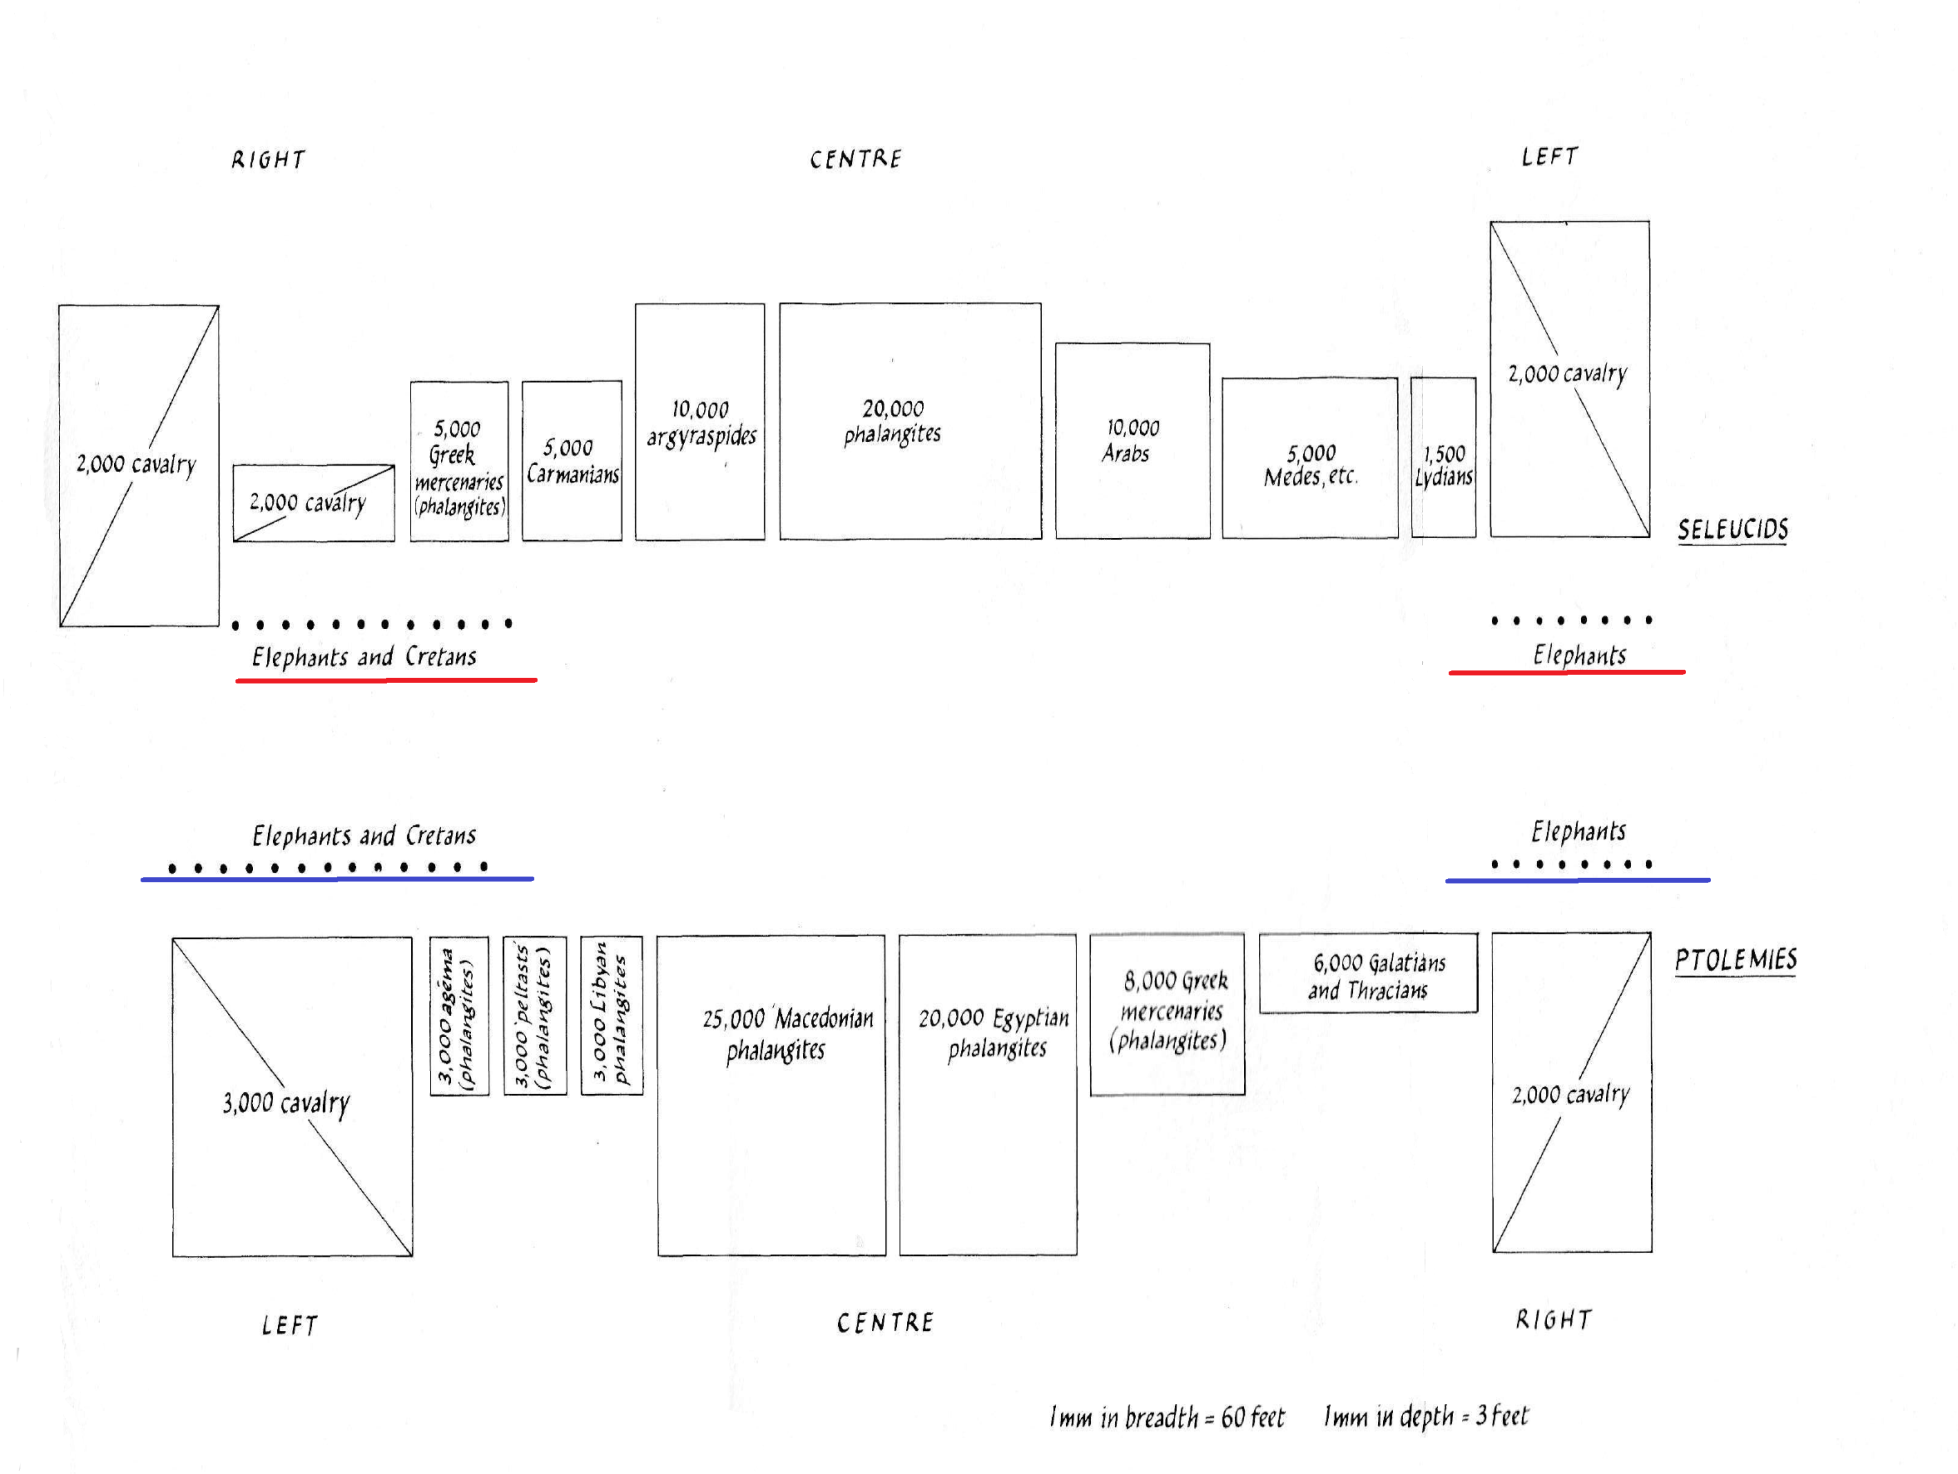 RIGHT
CENTRE
LEFT
2,000 cavalry
2,000 cavalry
5,000
Greek
mercenaries
(phalangites)
5,000
Carmanians
10,000
argyraspides
20,000
phalangites
10,000
Arabs
5,000
Medes, etc.
1,500
Lydians
2,000 cavalry
SELEUCIDS
Elephants and Cretans
Elephants
Elephants and Cretans
Elephants
3,000 cavalry
3,000 agema
(phalangites)
3,000 'peltasts'
(phalangites)
3,000 Libyan
phalangites
25,000 'Macedonian
phalangites
20,000 Egyptian
phalangites
8,000 Greek
mercenaries
(phalangites)
6,000 Galatians
and Thracians
2,000 cavalry
PTOLEMIES
LEFT
CENTRE
RIGHT
1mm in breadth = 60 feet 1mm in depth = 3 feet